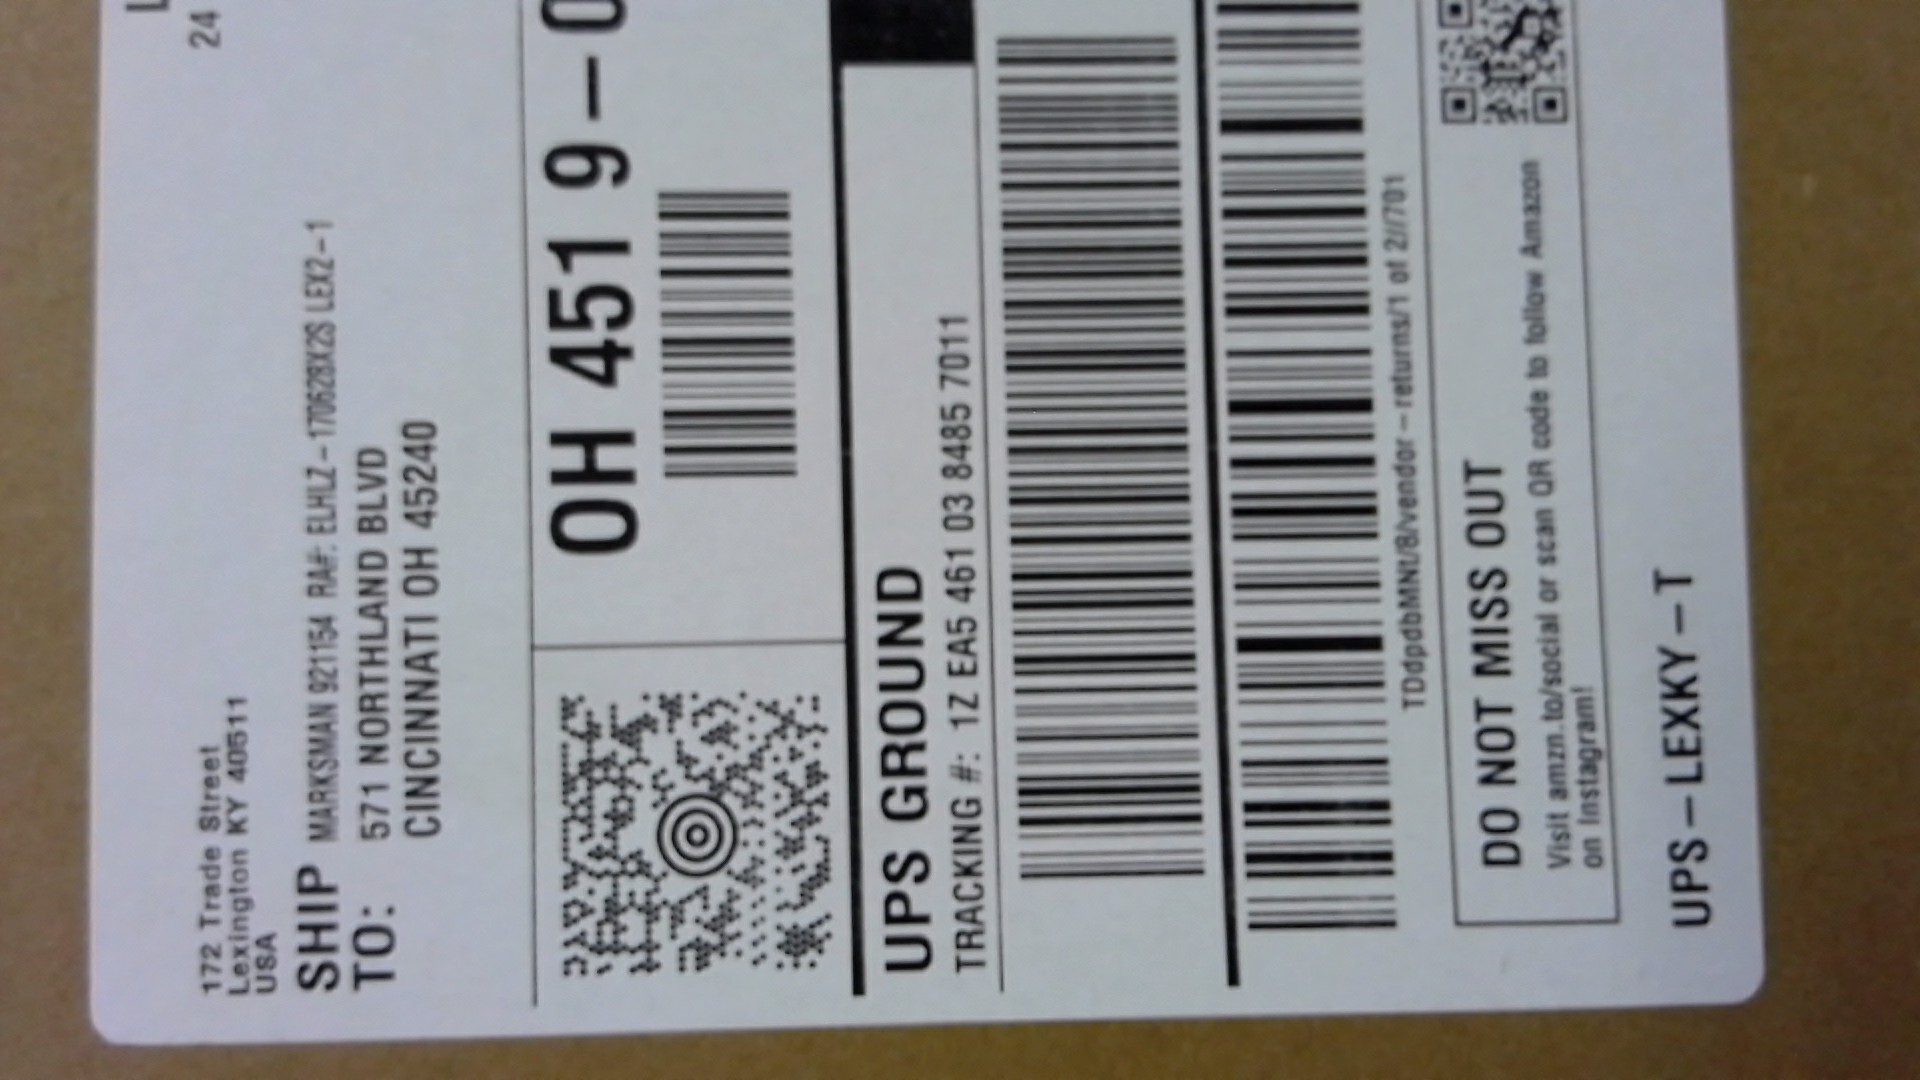 24
172 Trade Street
Lexington KY 40511
USA
SHIP TO:
MARKSMAN 921154 RA#: ELHLZ-170628X2S LEX2-1
571 NORTHLAND BLVD
CINCINNATI OH 45240
OH 451 9-0
UPS GROUND
TRACKING #: 1Z EA5 461 03 8485 7011
TDdpdbMNt/8/vendor-returns/1 of 2//701
DO NOT MISS OUT
Visit amzn.to/social or scan QR code to follow Amazon
on Instagram!
UPS-LEXKY-T